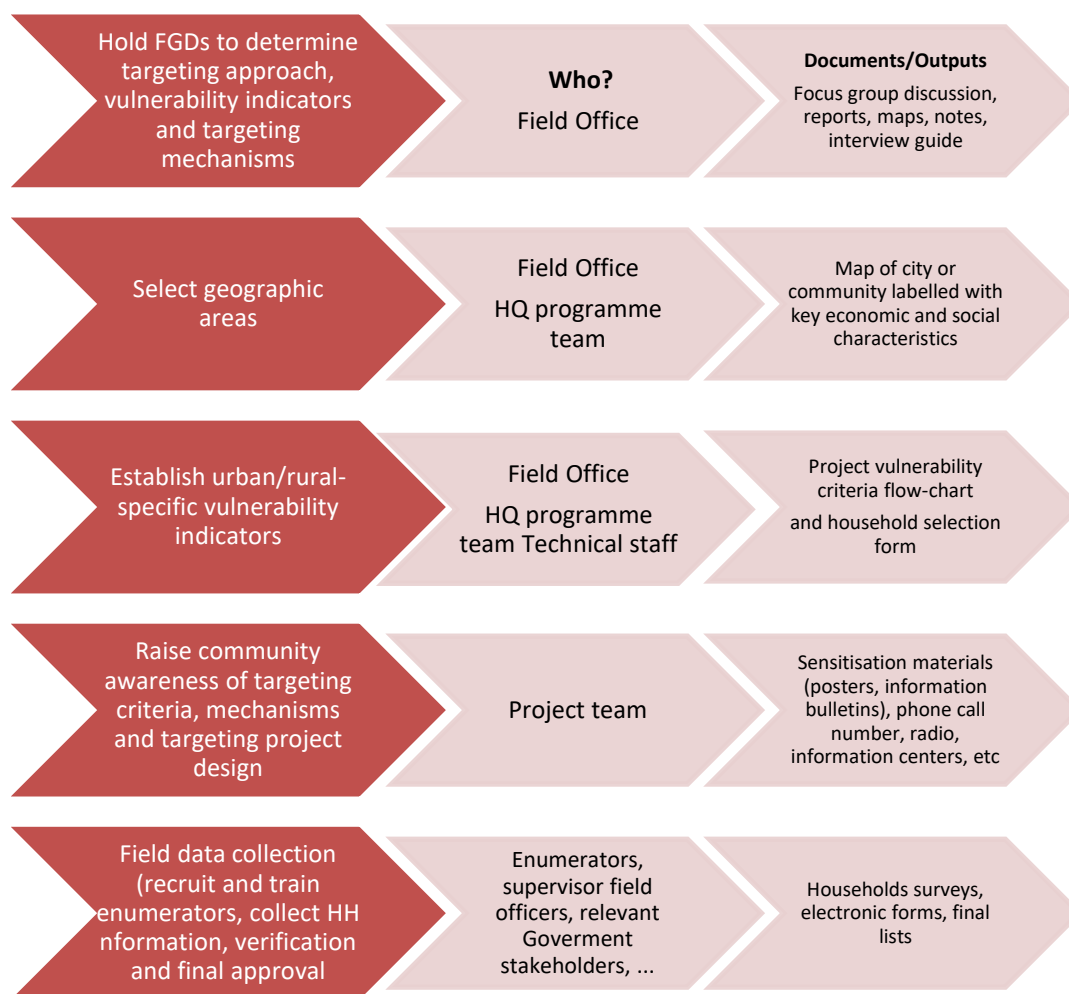 Hold FGDs to determine
targeting approach,
vulnerability indicators
and targeting
mechanisms
Who?
Field Office
Documents/Outputs
Focus group discussion,
reports, maps, notes,
interview guide
Select geographic
areas
Field Office
HQ programme
team
Map of city or
community labelled with
key economic and social
characteristics
Establish urban/rural-
specific vulnerability
indicators
Field Office
HQ programme
team Technical staff
Project vulnerability
criteria flow-chart
and household selection
form
Raise community
awareness of targeting
criteria, mechanisms
and targeting project
design
Project team
Sensitisation materials
(posters, information
bulletins), phone call
number, radio,
information centers, etc
Field data collection
(recruit and train
enumerators, collect HH
nformation, verification
and final approval
Enumerators,
supervisor field
officers, relevant
Goverment
stakeholders, ...
Households surveys,
electronic forms, final
lists